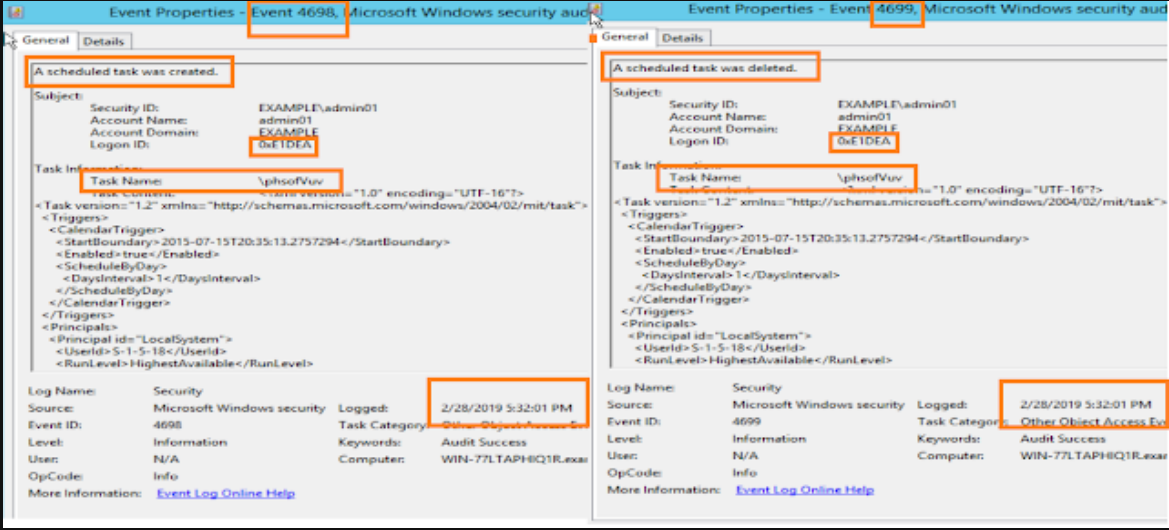 Event Properties - Event 4698, Microsoft Windows security aud
General Details
A scheduled task was created.
Subject:
Security ID: EXAMPLE\admin01
Account Name: admin01
Account Domain: EXAMPLE
Logon ID: 0xE1DEA
Task Information:
Task Name: \phsofVuv
Task Content: <?xml version="1.0" encoding="UTF-16"?>
<Task version="1.2" xmlns="http://schemas.microsoft.com/windows/2004/02/mit/task">
<Triggers>
<CalendarTrigger>
<StartBoundary>2015-07-15T20:35:13.2757294</StartBoundary>
<Enabled>true</Enabled>
<ScheduleByDay>
<DaysInterval>1</DaysInterval>
</ScheduleByDay>
</CalendarTrigger>
</Triggers>
<Principals>
<Principal id="LocalSystem">
<UserId>S-1-5-18</UserId>
<RunLevel>HighestAvailable</RunLevel>
Log Name: Security
Source: Microsoft Windows security Logged: 2/28/2019 5:32:01 PM
Event ID: 4698 Task Category: Other Object Access Ev
Level: Information Keywords: Audit Success
User: N/A Computer: WIN-77LTAPHIQ1R.exar
OpCode: Info
More Information: Event Log Online Help
Event Properties - Event 4699, Microsoft Windows security aud
General Details
A scheduled task was deleted.
Subject:
Security ID: EXAMPLE\admin01
Account Name: admin01
Account Domain: EXAMPLE
Logon ID: 0xE1DEA
Task In
Task Name: \phsofVuv
Task Content: version="1.0" encoding="UTF-16"?>
<Task version="1.2" xmlns="http://schemas.microsoft.com/windows/2004/02/mit/task">
<Triggers>
<CalendarTrigger>
<StartBoundary>2015-07-15T20:35:13.2757294</StartBoundary>
<Enabled>true</Enabled>
<ScheduleByDay>
<DaysInterval>1</DaysInterval>
</ScheduleByDay>
</CalendarTrigger>
</Triggers>
<Principals>
<Principal id="LocalSystem">
<UserId>S-1-5-18</UserId>
<RunLevel>HighestAvailable</RunLevel>
Log Name: Security
Source: Microsoft Windows security Logged: 2/28/2019 5:32:01 PM
Event ID: 4699 Task Category: Other Object Access Eve
Level: Information Keywords: Audit Success
User: N/A Computer: WIN-77LTAPHIQ1R.exar
OpCode: Info
More Information: Event Log Online Help